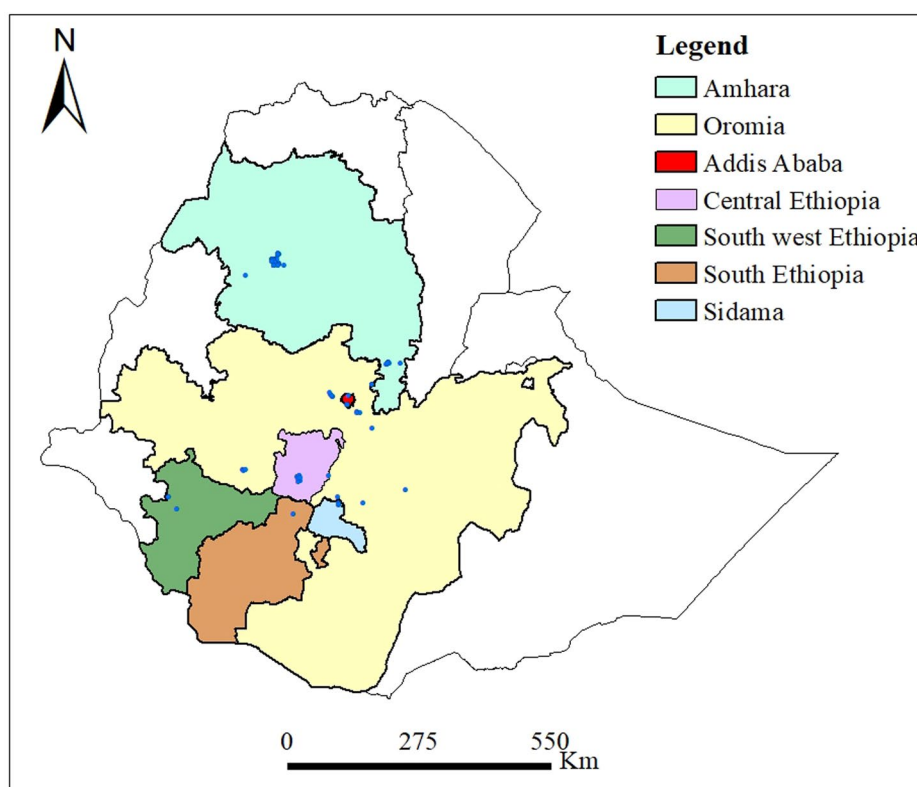 N
Legend
Amhara
Oromia
Addis Ababa
Central Ethiopia
South west Ethiopia
South Ethiopia
Sidama
0 275 550
Km